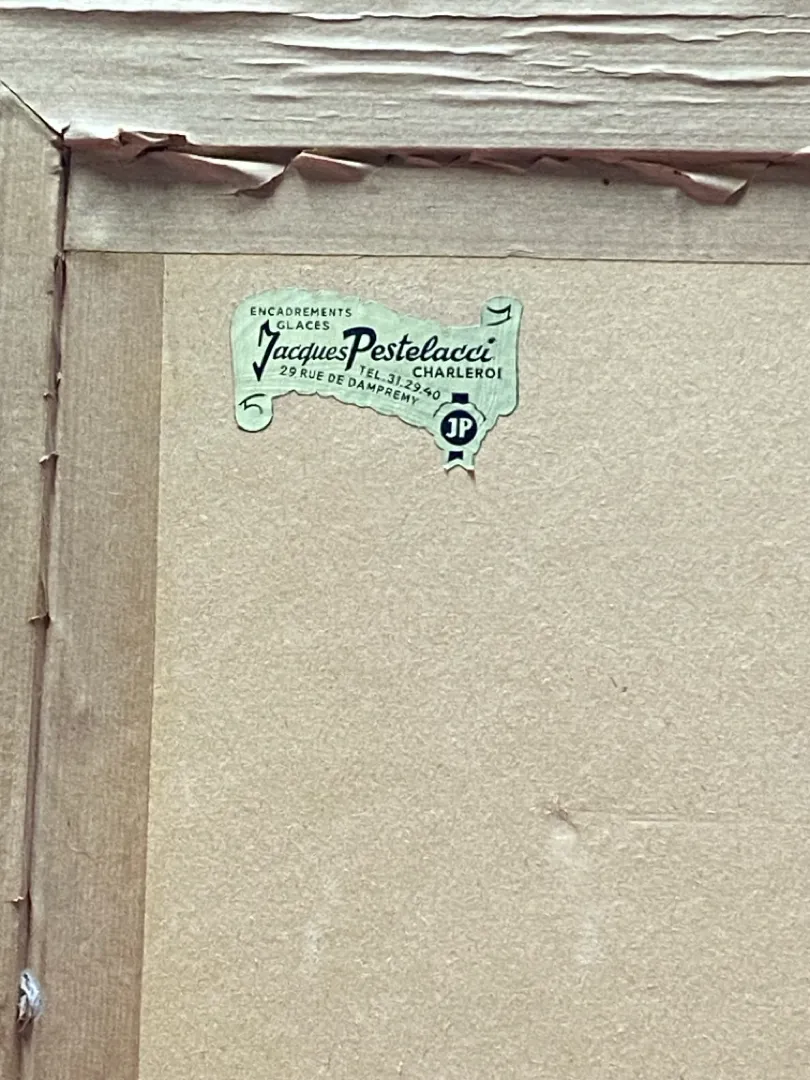 ENCADREMENTS
GLACES
Jacques Pestelacci
CHARLEROI
TEL. 31.29.40
29 RUE DE DAMPREMY
JP